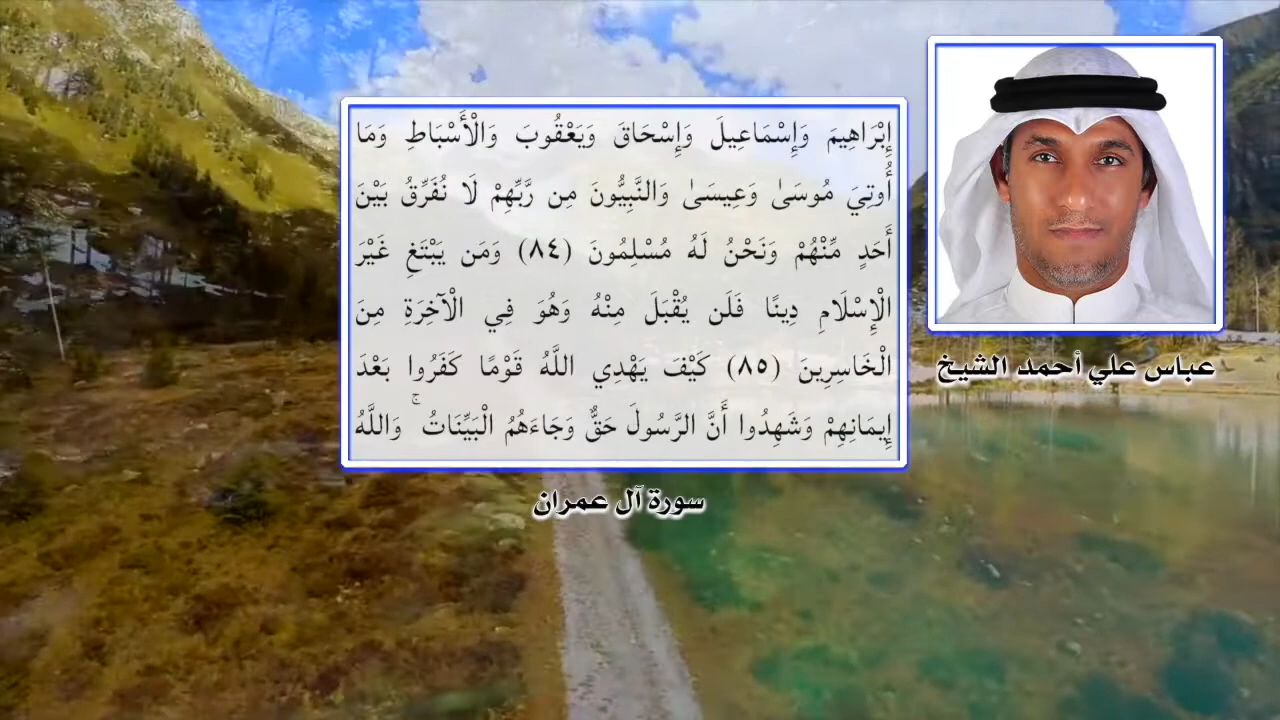 إِبْرَاهِيمَ وَإِسْمَاعِيلَ وَإِسْحَاقَ وَيَعْقُوبَ وَالْأَسْبَاطِ وَمَا
أُوتِيَ مُوسَىٰ وَعِيسَىٰ وَالنَّبِيُّونَ مِن رَّبِّهِمْ لَا نُفَرِّقُ بَيْنَ
أَحَدٍ مِّنْهُمْ وَنَحْنُ لَهُ مُسْلِمُونَ (٨٤) وَمَن يَبْتَغِ غَيْرَ
الْإِسْلَامِ دِينًا فَلَن يُقْبَلَ مِنْهُ وَهُوَ فِي الْآخِرَةِ مِنَ
الْخَاسِرِينَ (٨٥) كَيْفَ يَهْدِي اللَّهُ قَوْمًا كَفَرُوا بَعْدَ
إِيمَانِهِمْ وَشَهِدُوا أَنَّ الرَّسُولَ حَقٌّ وَجَاءَهُمُ الْبَيِّنَاتُ ۚ وَاللَّهُ
عباس علي أحمد الشيخ
سورة آل عمران